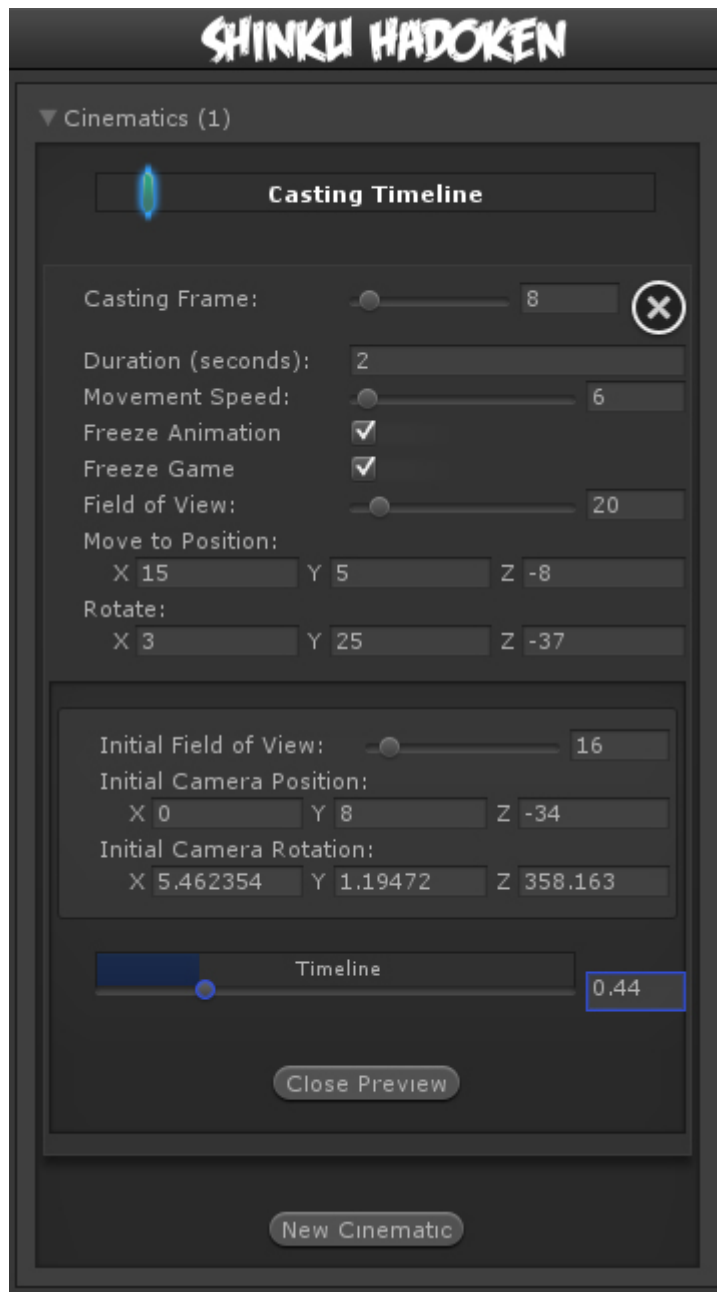 SHINKU HADOKEN
Cinematics (1)
Casting Timeline
Casting Frame: 8
Duration (seconds): 2
Movement Speed: 6
Freeze Animation
Freeze Game
Field of View: 20
Move to Position:
X 15 Y 5 Z -8
Rotate:
X 3 Y 25 Z -37
Initial Field of View: 16
Initial Camera Position:
X 0 Y 8 Z -34
Initial Camera Rotation:
X 5.462354 Y 1.19472 Z 358.163
Timeline
0.44
Close Preview
New Cinematic